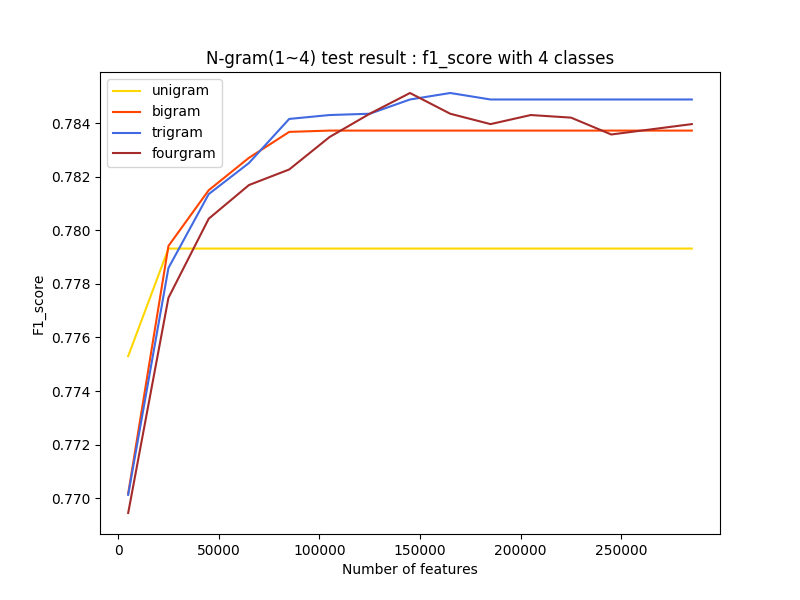 N-gram(1~4) test result : f1_score with 4 classes
unigram
bigram
trigram
fourgram
0.784
0.782
0.780
0.778
0.776
0.774
0.772
0.770
F1_score
0
50000
100000
150000
200000
250000
Number of features